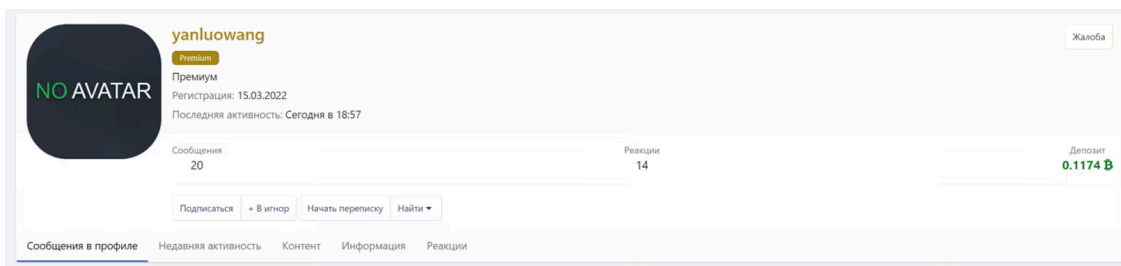 NO AVATAR
yanluowang
Premium
Премиум
Регистрация: 15.03.2022
Последняя активность: Сегодня в 18:57
Жалоба
Сообщения
20
Реакции
14
Депозит
0.1174 ₿
Подписаться + В игнор Начать переписку Найти ▾
Сообщения в профиле Недавняя активность Контент Информация Реакции